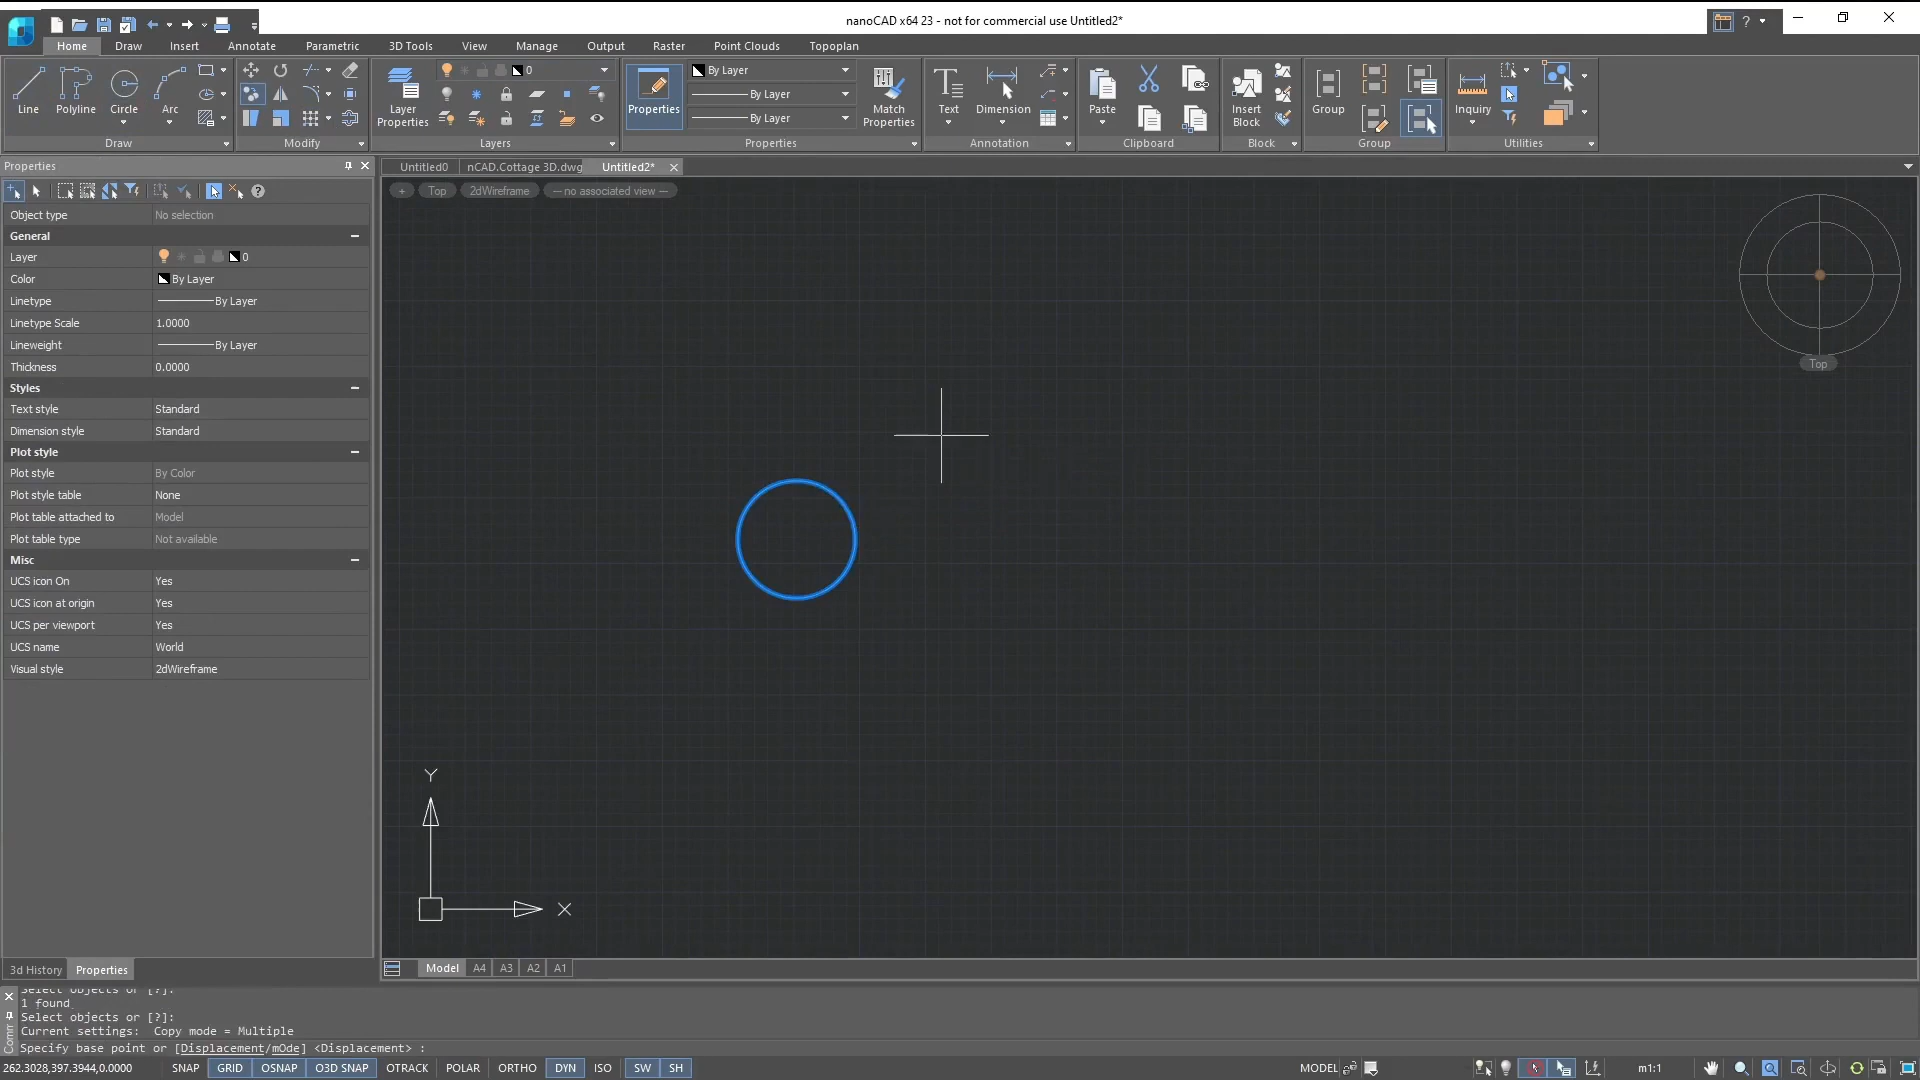 nanoCAD x64 23 - not for commercial use Untitled2*
?
Home Draw Insert Annotate Parametric 3D Tools View Manage Output Raster Point Clouds Topoplan
Line Polyline Circle Arc
Layer Properties
0
Properties
By Layer
By Layer
By Layer
Match Properties
Text Dimension
Paste
Insert Block
Group
Inquiry
Draw Modify Layers Properties Annotation Clipboard Block Group Utilities
Properties
Untitled0 nCAD.Cottage 3D.dwg Untitled2*
+ Top 2dWireframe — no associated view —
Object type No selection
General
Layer 0
Color By Layer
Linetype By Layer
Linetype Scale 1.0000
Lineweight By Layer
Thickness 0.0000
Styles
Text style Standard
Dimension style Standard
Plot style
Plot style By Color
Plot style table None
Plot table attached to Model
Plot table type Not available
Misc
UCS icon On Yes
UCS icon at origin Yes
UCS per viewport Yes
UCS name World
Visual style 2dWireframe
Top
Y
X
3d History Properties
Model A4 A3 A2 A1
Select objects or [?]:
1 found
Select objects or [?]:
Current settings: Copy mode = Multiple
Specify base point or [Displacement/mOde] <Displacement> :
Comm
262.3028,397.3944,0.0000 SNAP GRID OSNAP O3D SNAP OTRACK POLAR ORTHO DYN ISO SW SH MODEL m1:1